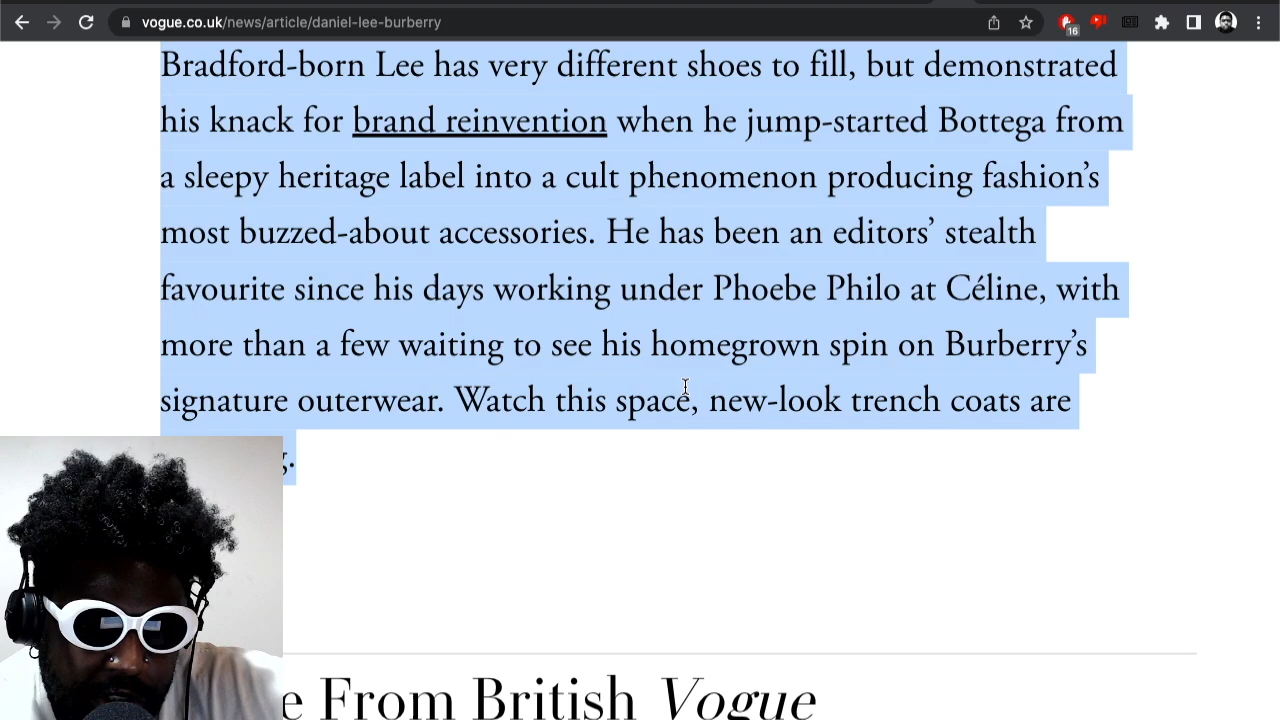 vogue.co.uk/news/article/daniel-lee-burberry
16
Bradford-born Lee has very different shoes to fill, but demonstrated
his knack for brand reinvention when he jump-started Bottega from
a sleepy heritage label into a cult phenomenon producing fashion’s
most buzzed-about accessories. He has been an editors’ stealth
favourite since his days working under Phoebe Philo at Céline, with
more than a few waiting to see his homegrown spin on Burberry’s
signature outerwear. Watch this space, new-look trench coats are
g.
e From British Vogue